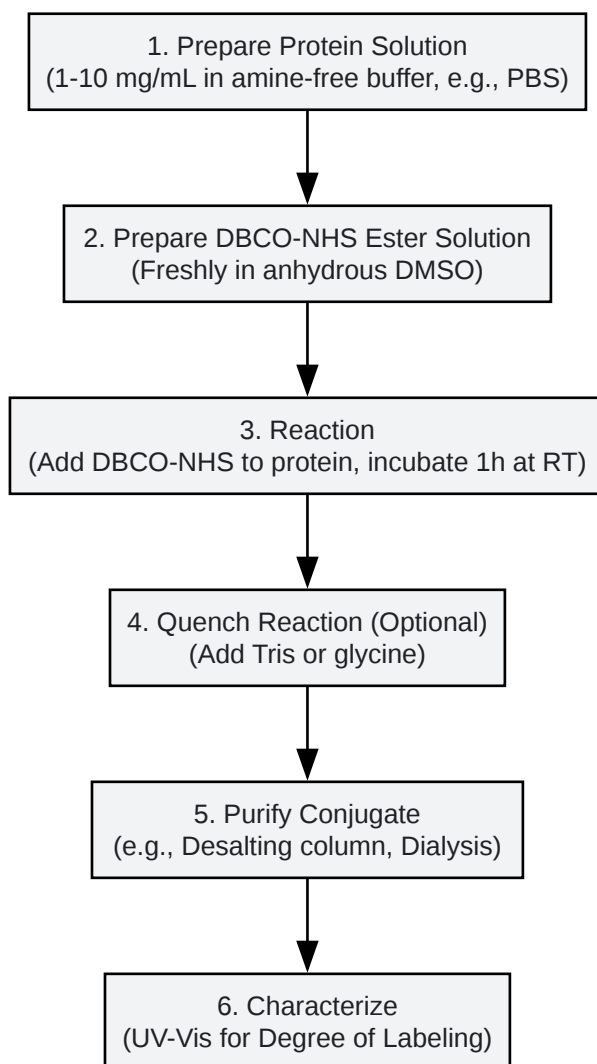 1. Prepare Protein Solution
(1-10 mg/mL in amine-free buffer, e.g., PBS)
2. Prepare DBCO-NHS Ester Solution
(Freshly in anhydrous DMSO)
3. Reaction
(Add DBCO-NHS to protein, incubate 1h at RT)
4. Quench Reaction (Optional)
(Add Tris or glycine)
5. Purify Conjugate
(e.g., Desalting column, Dialysis)
6. Characterize
(UV-Vis for Degree of Labeling)